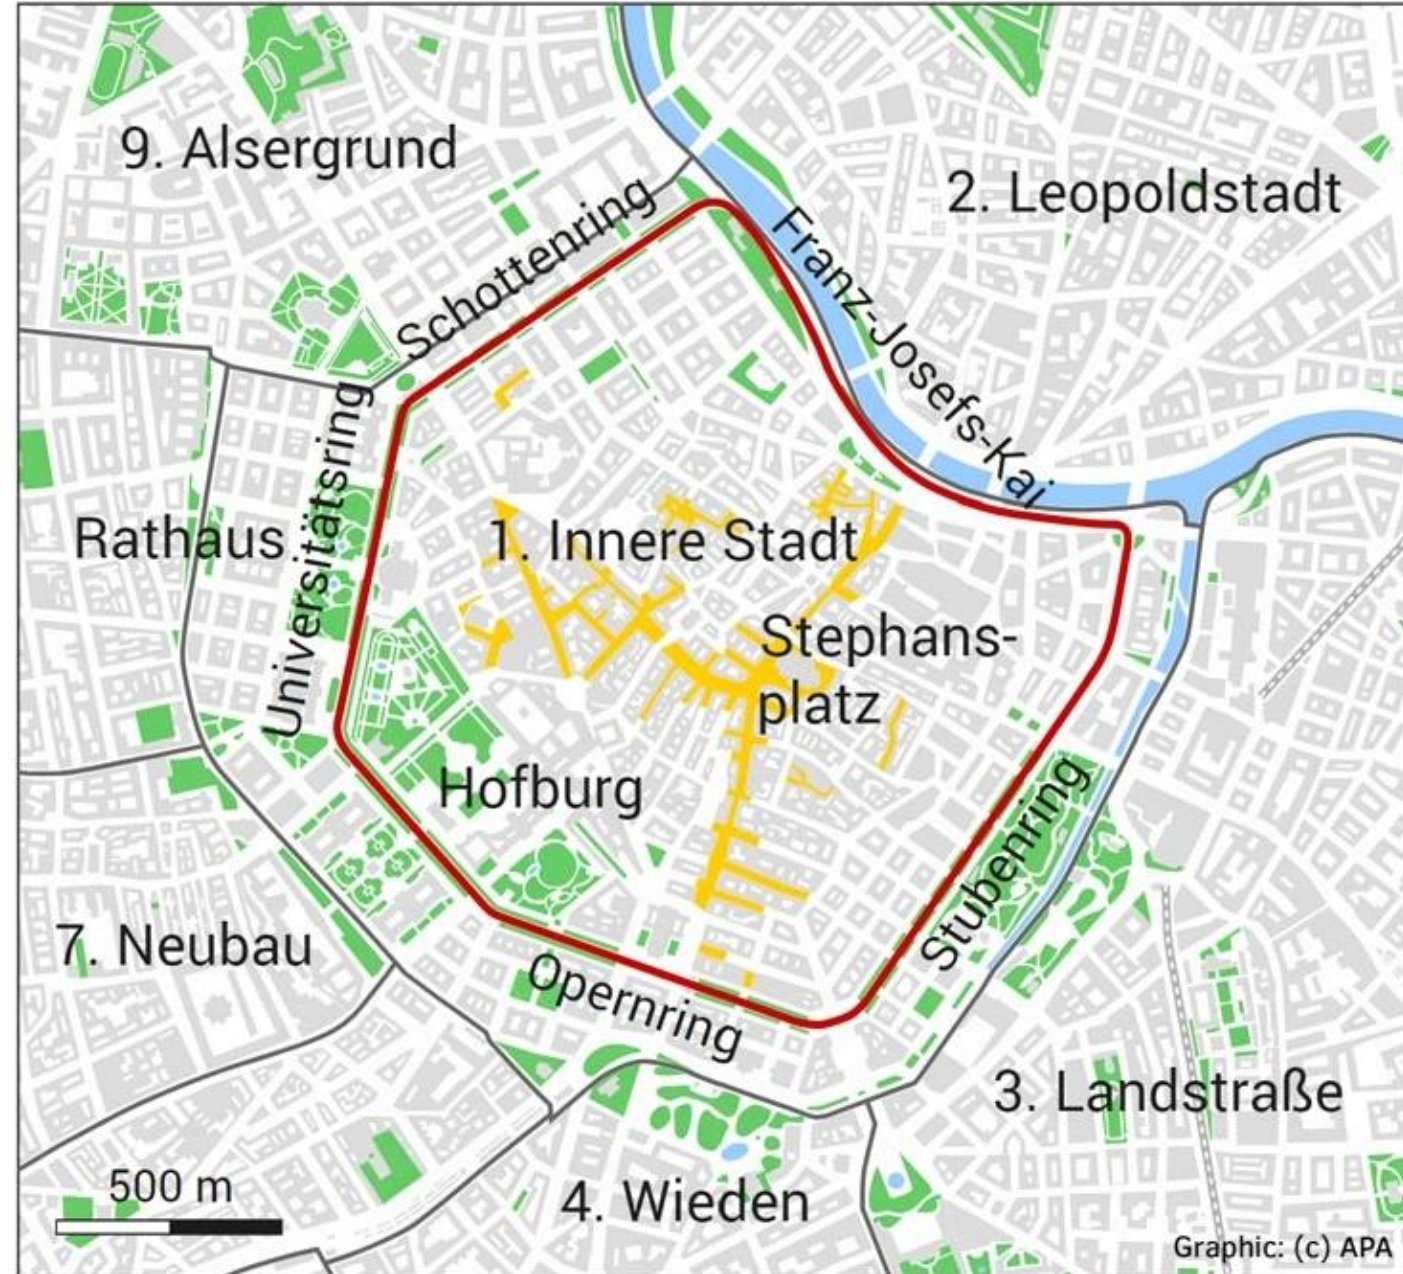 9. Alsergrund
2. Leopoldstadt
Schottenring
Franz-Josefs-Kai
Universitätsring
Rathaus
1. Innere Stadt
Stephans-
platz
Hofburg
Stubenring
7. Neubau
Opernring
3. Landstraße
500 m
4. Wieden
Graphic: (c) APA